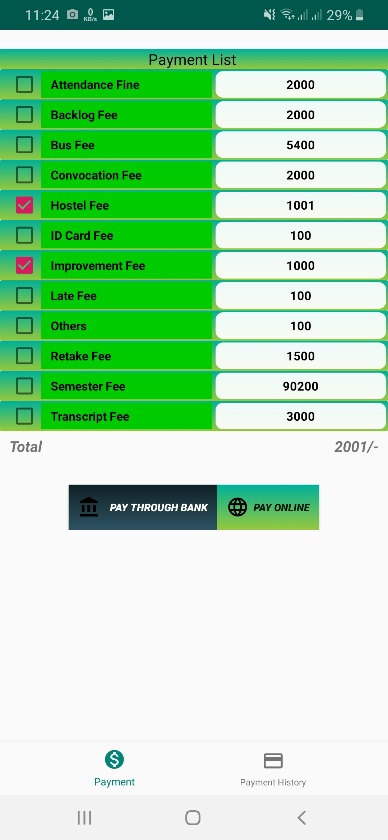 11:24 0 KB/s 29%
Payment List
Attendance Fine 2000
Backlog Fee 2000
Bus Fee 5400
Convocation Fee 2000
Hostel Fee 1001
ID Card Fee 100
Improvement Fee 1000
Late Fee 100
Others 100
Retake Fee 1500
Semester Fee 90200
Transcript Fee 3000
Total 2001/-
PAY THROUGH BANK PAY ONLINE
Payment Payment History